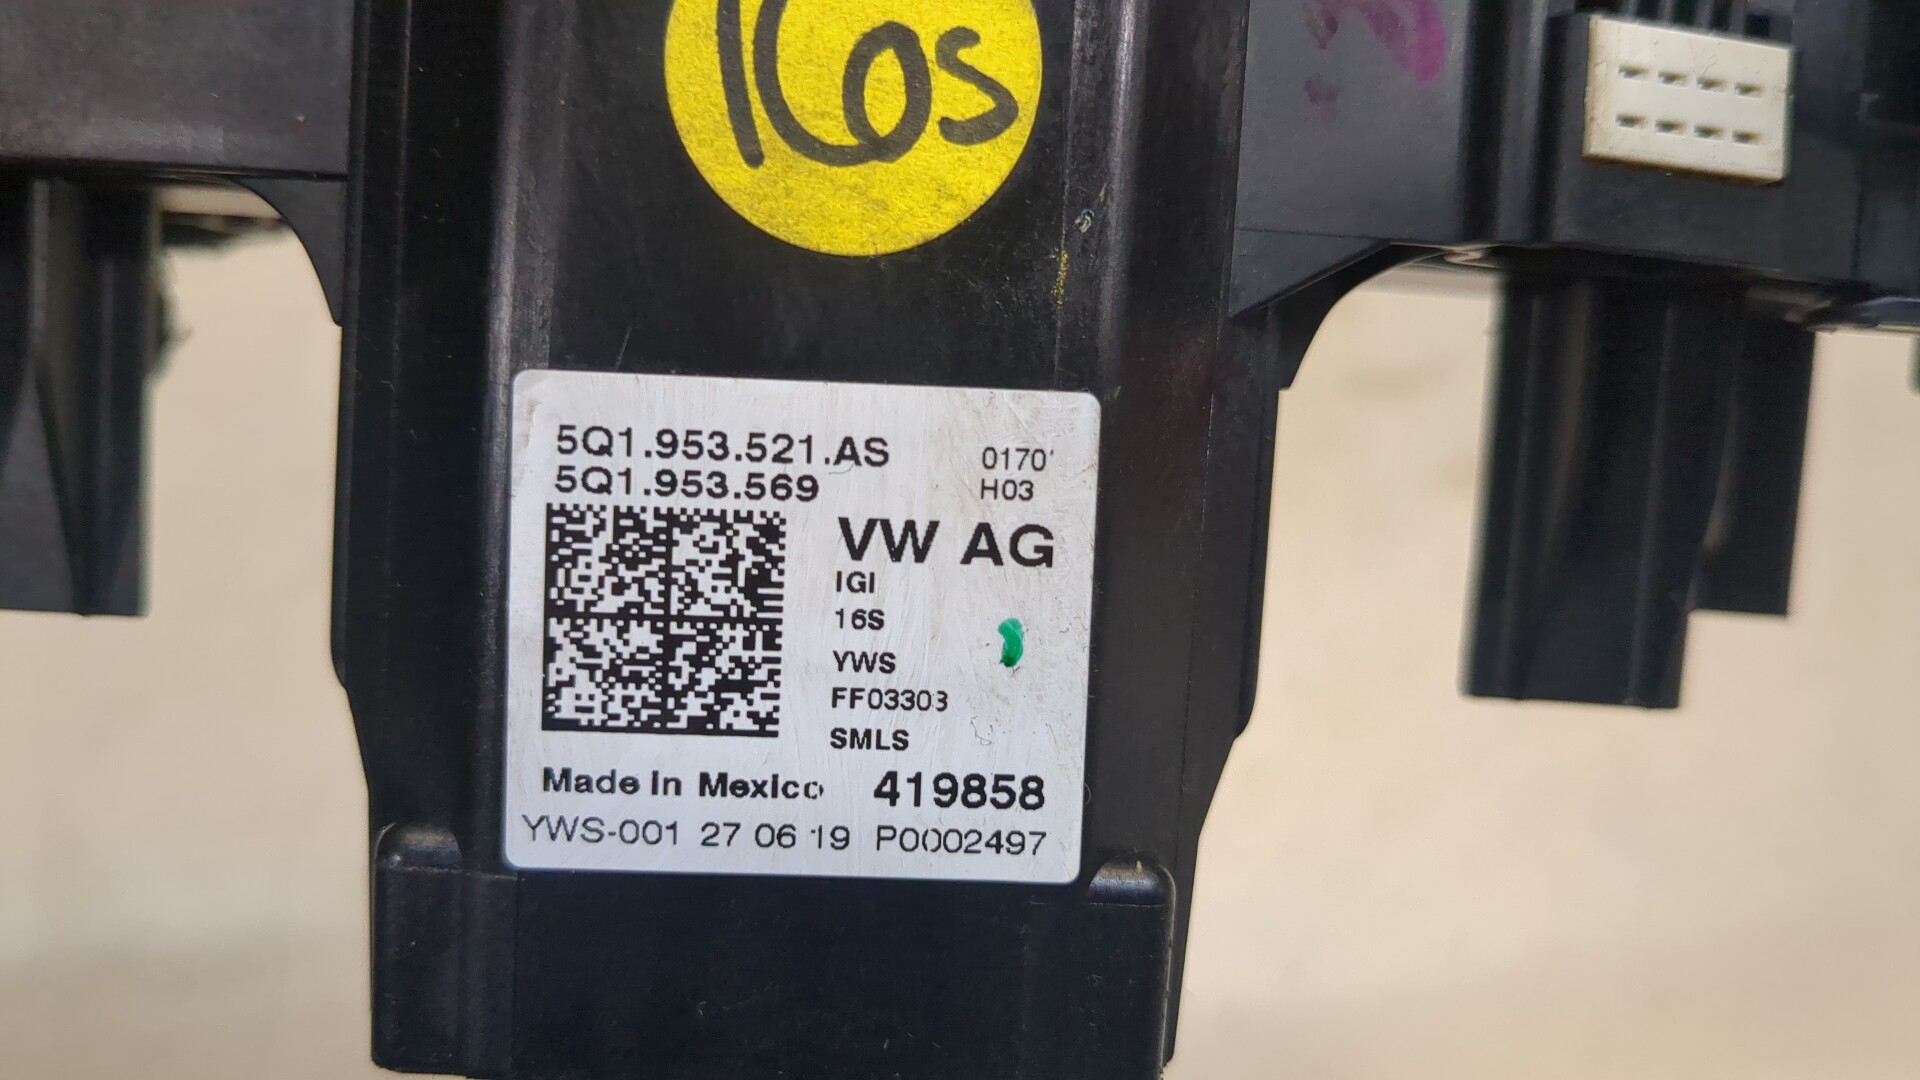 16s
5Q1.953.521.AS 0170'
5Q1.953.569 H03
VW AG
IGI
16S
YWS
FF03303
SMLS
Made in Mexico 419858
YWS-001 27 06 19 P0002497